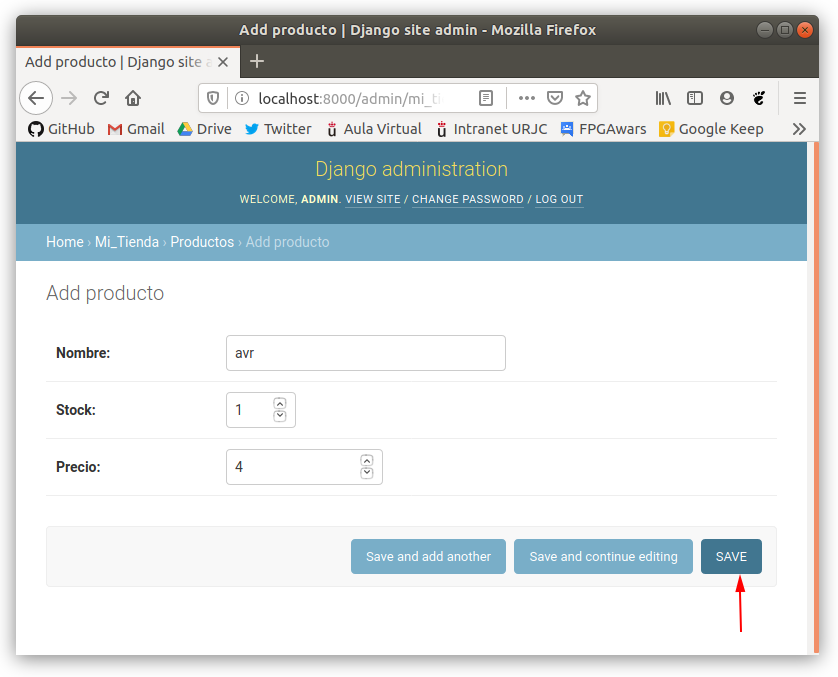 Add producto | Django site admin - Mozilla Firefox
Add producto | Django site a
localhost:8000/admin/mi_ti
GitHub Gmail Drive Twitter Aula Virtual Intranet URJC FPGAwars Google Keep
Django administration
WELCOME, ADMIN. VIEW SITE / CHANGE PASSWORD / LOG OUT
Home › Mi_Tienda › Productos › Add producto
Add producto
Nombre: avr
Stock: 1
Precio: 4
Save and add another Save and continue editing SAVE